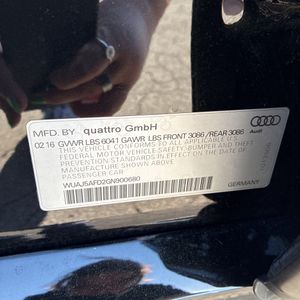 MFD. BY quattro GmbH
02 16 GVWR LBS 6041 GAWR LBS FRONT 3086 / REAR 3086
THIS VEHICLE CONFORMS TO ALL APPLICABLE
FEDERAL MOTOR VEHICLE SAFETY-, BUMPER AND THEFT
PREVENTION STANDARDS IN EFFECT
ON THE DATE OF MANUFACTURE SHOWN ABOVE
PASSENGER CAR
WUAJ5AFD2GN900680
GERMANY
Audi